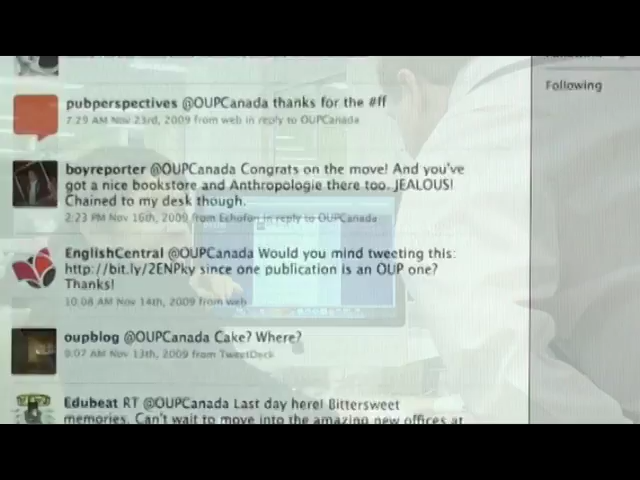 Following
pubperspectives @OUPCanada thanks for the #ff
7:29 AM Nov 23rd, 2009 from web in reply to OUPCanada
boyreporter @OUPCanada Congrats on the move! And you've
got a nice bookstore and Anthropologie there too. JEALOUS!
Chained to my desk though.
2:23 PM Nov 16th, 2009 from Echofon in reply to OUPCanada
EnglishCentral @OUPCanada Would you mind tweeting this:
http://bit.ly/2ENPky since one publication is an OUP one?
Thanks!
10:08 AM Nov 14th, 2009 from web
oupblog @OUPCanada Cake? Where?
9:07 AM Nov 13th, 2009 from TweetDeck
Edubeat RT @OUPCanada Last day here! Bittersweet
memories. Can't wait to move into the amazing new offices at